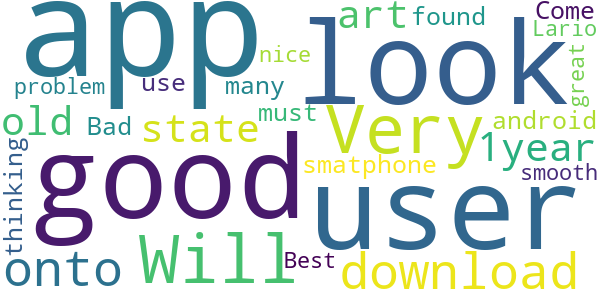 app look art found Come
Lario
nice great
problem use many
old Bad state must Very android
1year
thinking good smatphone smooth
user
onto Will Best download